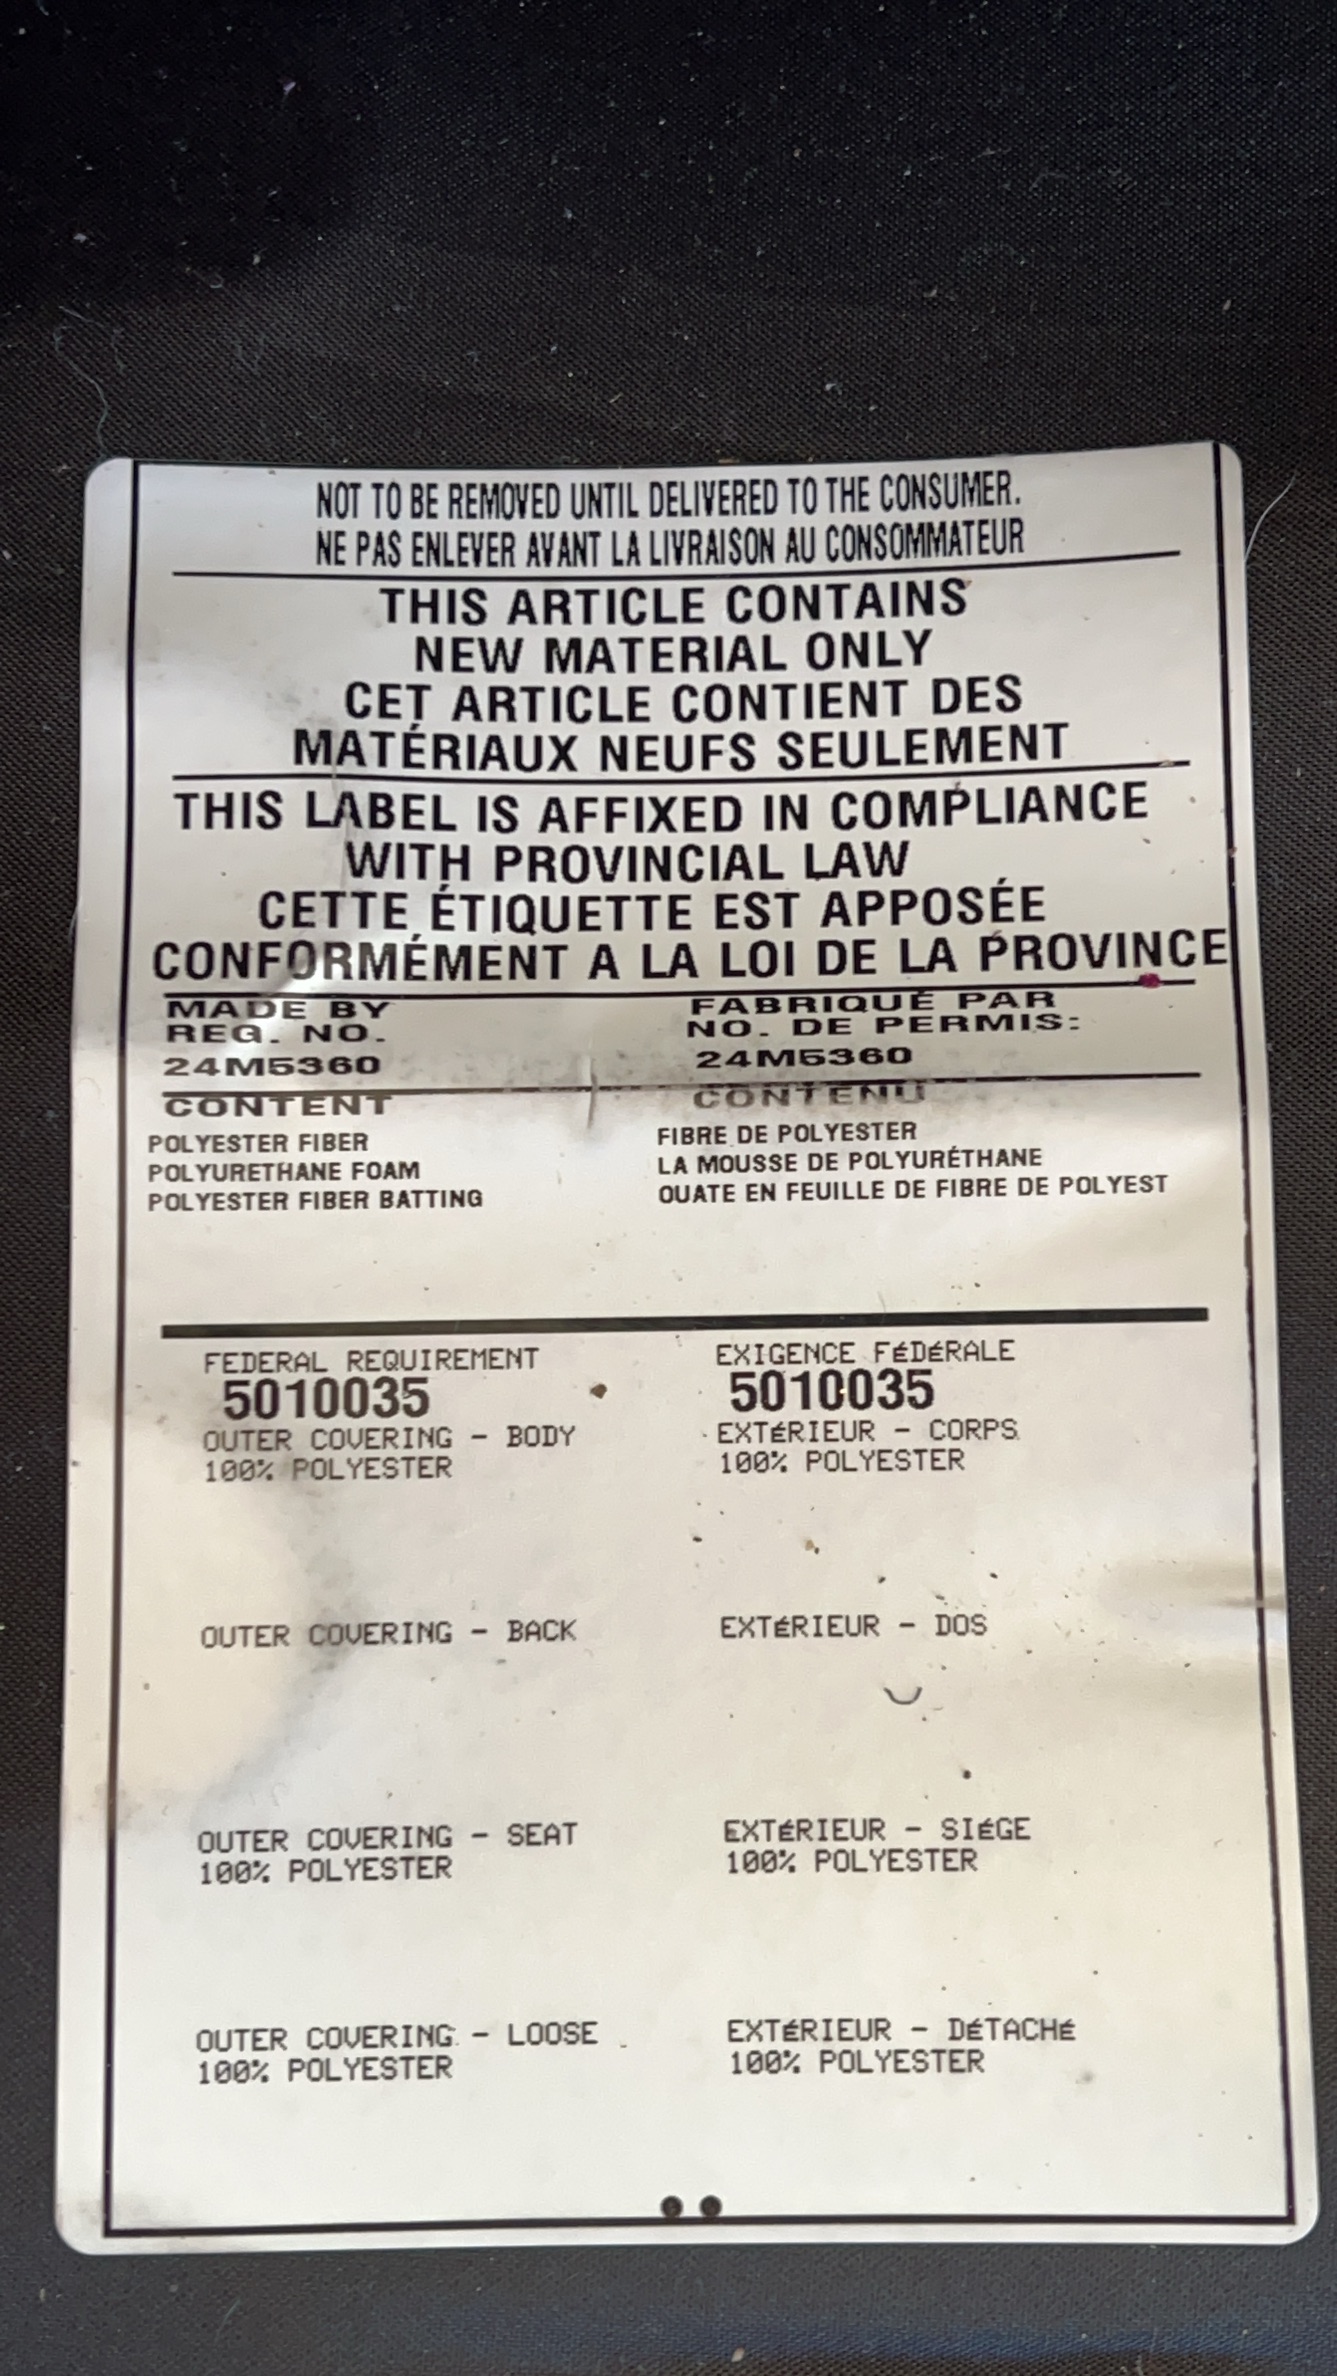 NOT TO BE REMOVED UNTIL DELIVERED TO THE CONSUMER.
NE PAS ENLEVER AVANT LA LIVRAISON AU CONSOMMATEUR
THIS ARTICLE CONTAINS
NEW MATERIAL ONLY
CET ARTICLE CONTIENT DES
MATÉRIAUX NEUFS SEULEMENT
THIS LABEL IS AFFIXED IN COMPLIANCE
WITH PROVINCIAL LAW
CETTE ÉTIQUETTE EST APPOSÉE
CONFORMÉMENT A LA LOI DE LA PROVINCE
MADE BY
REG. NO.
24M5360
FABRIQUÉ PAR
NO. DE PERMIS:
24M5360
CONTENT
POLYESTER FIBER
POLYURETHANE FOAM
POLYESTER FIBER BATTING
CONTENU
FIBRE DE POLYESTER
LA MOUSSE DE POLYURÉTHANE
OUATE EN FEUILLE DE FIBRE DE POLYEST
FEDERAL REQUIREMENT
5010035
OUTER COVERING - BODY
100% POLYESTER
EXIGENCE FÉDÉRALE
5010035
EXTÉRIEUR - CORPS
100% POLYESTER
OUTER COVERING - BACK
EXTÉRIEUR - DOS
OUTER COVERING - SEAT
100% POLYESTER
EXTÉRIEUR - SIÉGE
100% POLYESTER
OUTER COVERING - LOOSE
100% POLYESTER
EXTÉRIEUR - DÉTACHÉ
100% POLYESTER